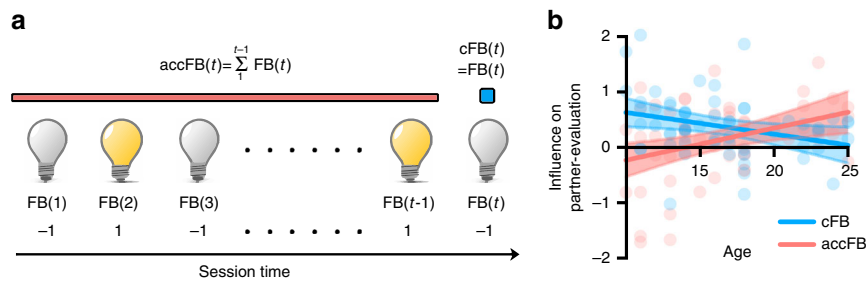 a
accFB(t)=Σ FB(t)
t−1
1
cFB(t)
=FB(t)
FB(1) FB(2) FB(3) FB(t-1) FB(t)
−1 1 −1 . . . . . . 1 −1
Session time
b
Influence on
partner-evaluation
2
1
0
−1
−2
15 20 25
Age
cFB
accFB